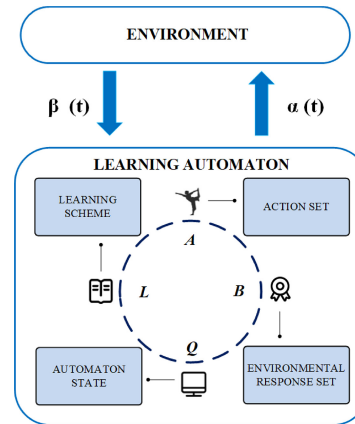 ENVIRONMENT
β (t)
α (t)
LEARNING AUTOMATON
LEARNING
SCHEME
ACTION SET
A
L
B
Q
AUTOMATON
STATE
ENVIRONMENTAL
RESPONSE SET